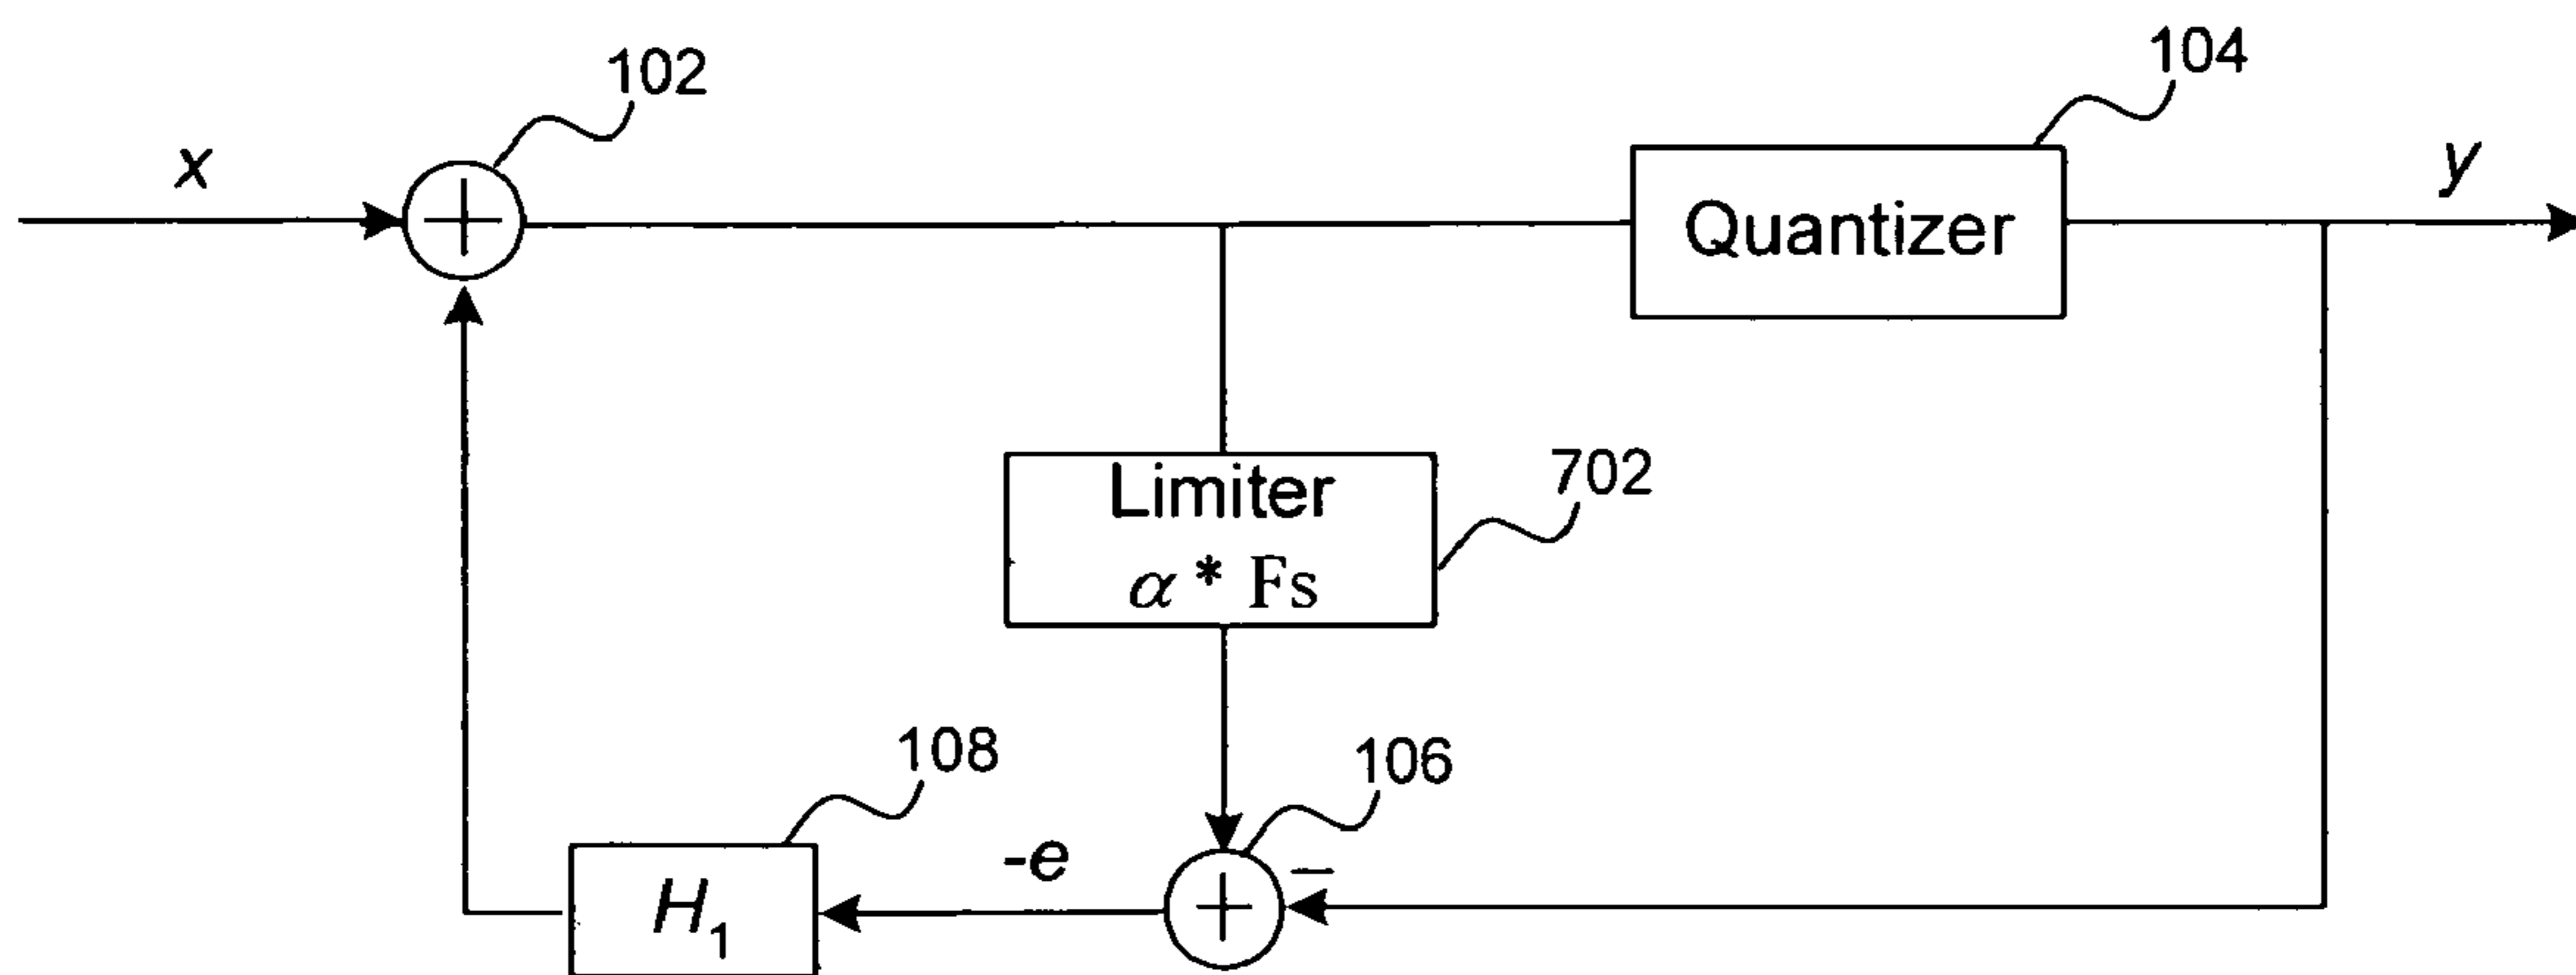 102
104
x
y
Quantizer
Limiter
α * Fs
702
108
106
-e
−
H₁